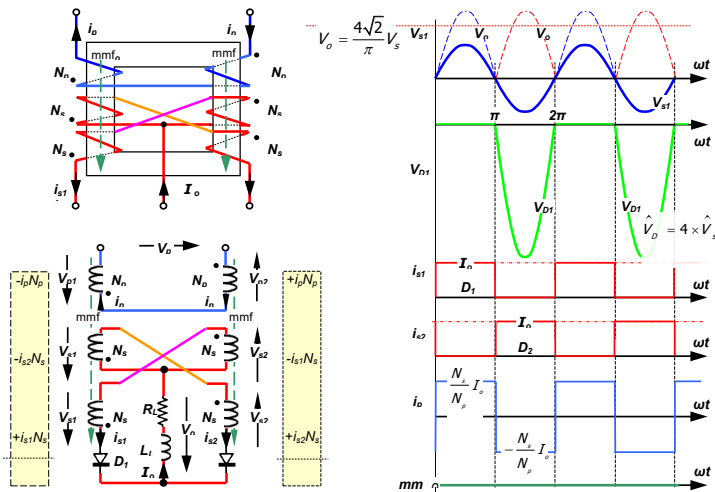 i_p i_p
mmf mmf
N_p N_p
N_s N_s
N_s N_s
i_s1 I_o
V_o = 4√2/π V_s
V_s1 V_o V_o
ωt
V_s1
π 2π
ωt
V_D1
V_D1 V_D1
V̂_D = 4 × V̂_s
i_s1 I_o
D_1
ωt
i_s2 I_o
D_2
ωt
i_p N_s/N_p I_o
ωt
-N_s/N_p I_o
mm
ωt
V_p
V_p1 N_p N_p V_p2
i_p i_p
mmf mmf
V_s1 N_s N_s V_s2
V_s1 N_s N_s V_s2
R_L
V_o
i_s1 i_s2
L_L
D_1 I_o
-i_pN_p
-i_s2N_s
+i_s1N_s
+i_pN_p
-i_s1N_s
+i_s2N_s